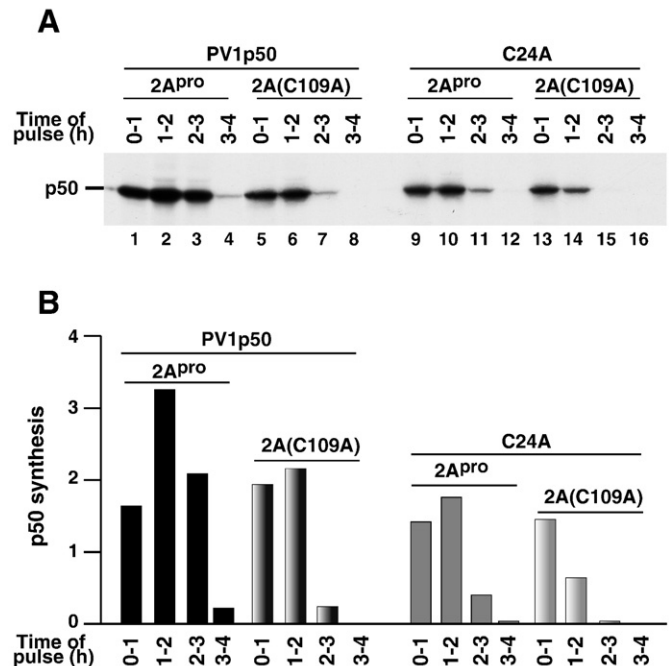 A
PV1p50 C24A
2Apro 2A(C109A) 2Apro 2A(C109A)
Time of pulse (h) 0-1 1-2 2-3 3-4 0-1 1-2 2-3 3-4 0-1 1-2 2-3 3-4 0-1 1-2 2-3 3-4
p50
1 2 3 4 5 6 7 8 9 10 11 12 13 14 15 16
B
4
PV1p50
2Apro
3
2A(C109A)
C24A
2
2Apro
2A(C109A)
1
0
p50 synthesis
Time of pulse (h) 0-1 1-2 2-3 3-4 0-1 1-2 2-3 3-4 0-1 1-2 2-3 3-4 0-1 1-2 2-3 3-4